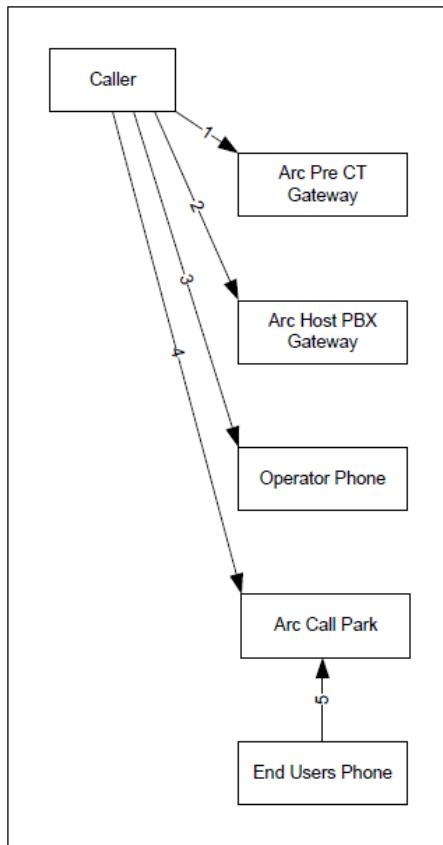 Caller
1
Arc Pre CT
Gateway
2
Arc Host PBX
Gateway
3
Operator Phone
4
Arc Call Park
5
End Users Phone